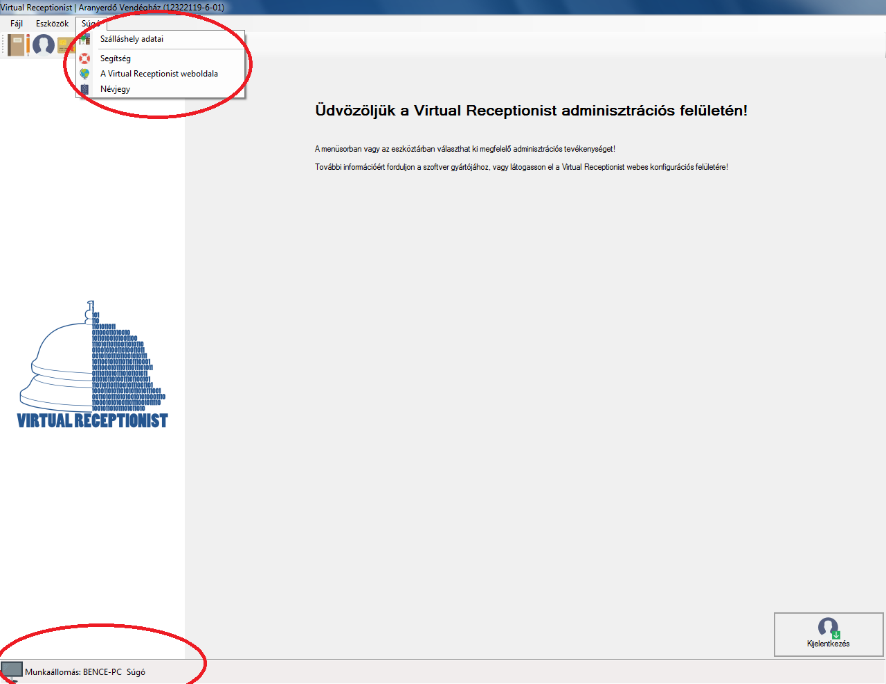 Virtual Receptionist | Aranyerdő Vendégház (12322119-6-01)
Fájl Eszközök Súgó
Szálláshely adatai
Segítség
A Virtual Receptionist weboldala
Névjegy
Üdvözöljük a Virtual Receptionist adminisztrációs felületén!
A menüsorban vagy az eszköztárban választhat ki megfelelő adminisztrációs tevékenységet!
További információért forduljon a szoftver gyártójához, vagy látogasson el a Virtual Receptionist webes konfigurációs felületére!
VIRTUAL RECEPTIONIST
Kijelentkezés
Munkaállomás: BENCE-PC Súgó